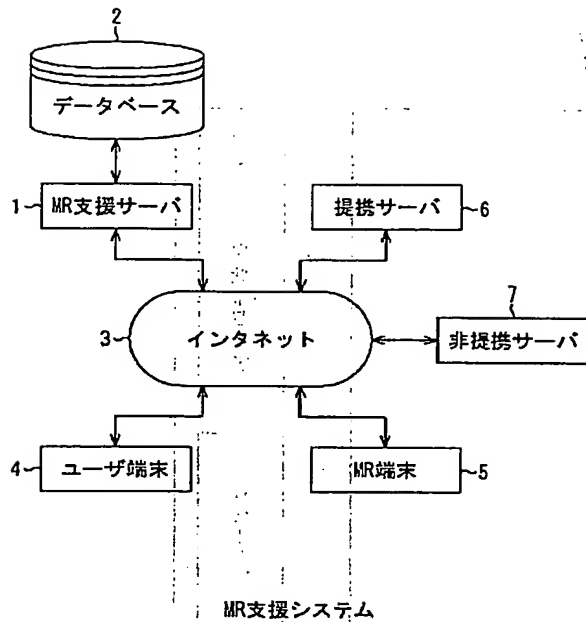 2
データベース
1 MR支援サーバ
提携サーバ 6
3 インタネット
7
非提携サーバ
4 ユーザ端末
MR端末 5
MR支援システム